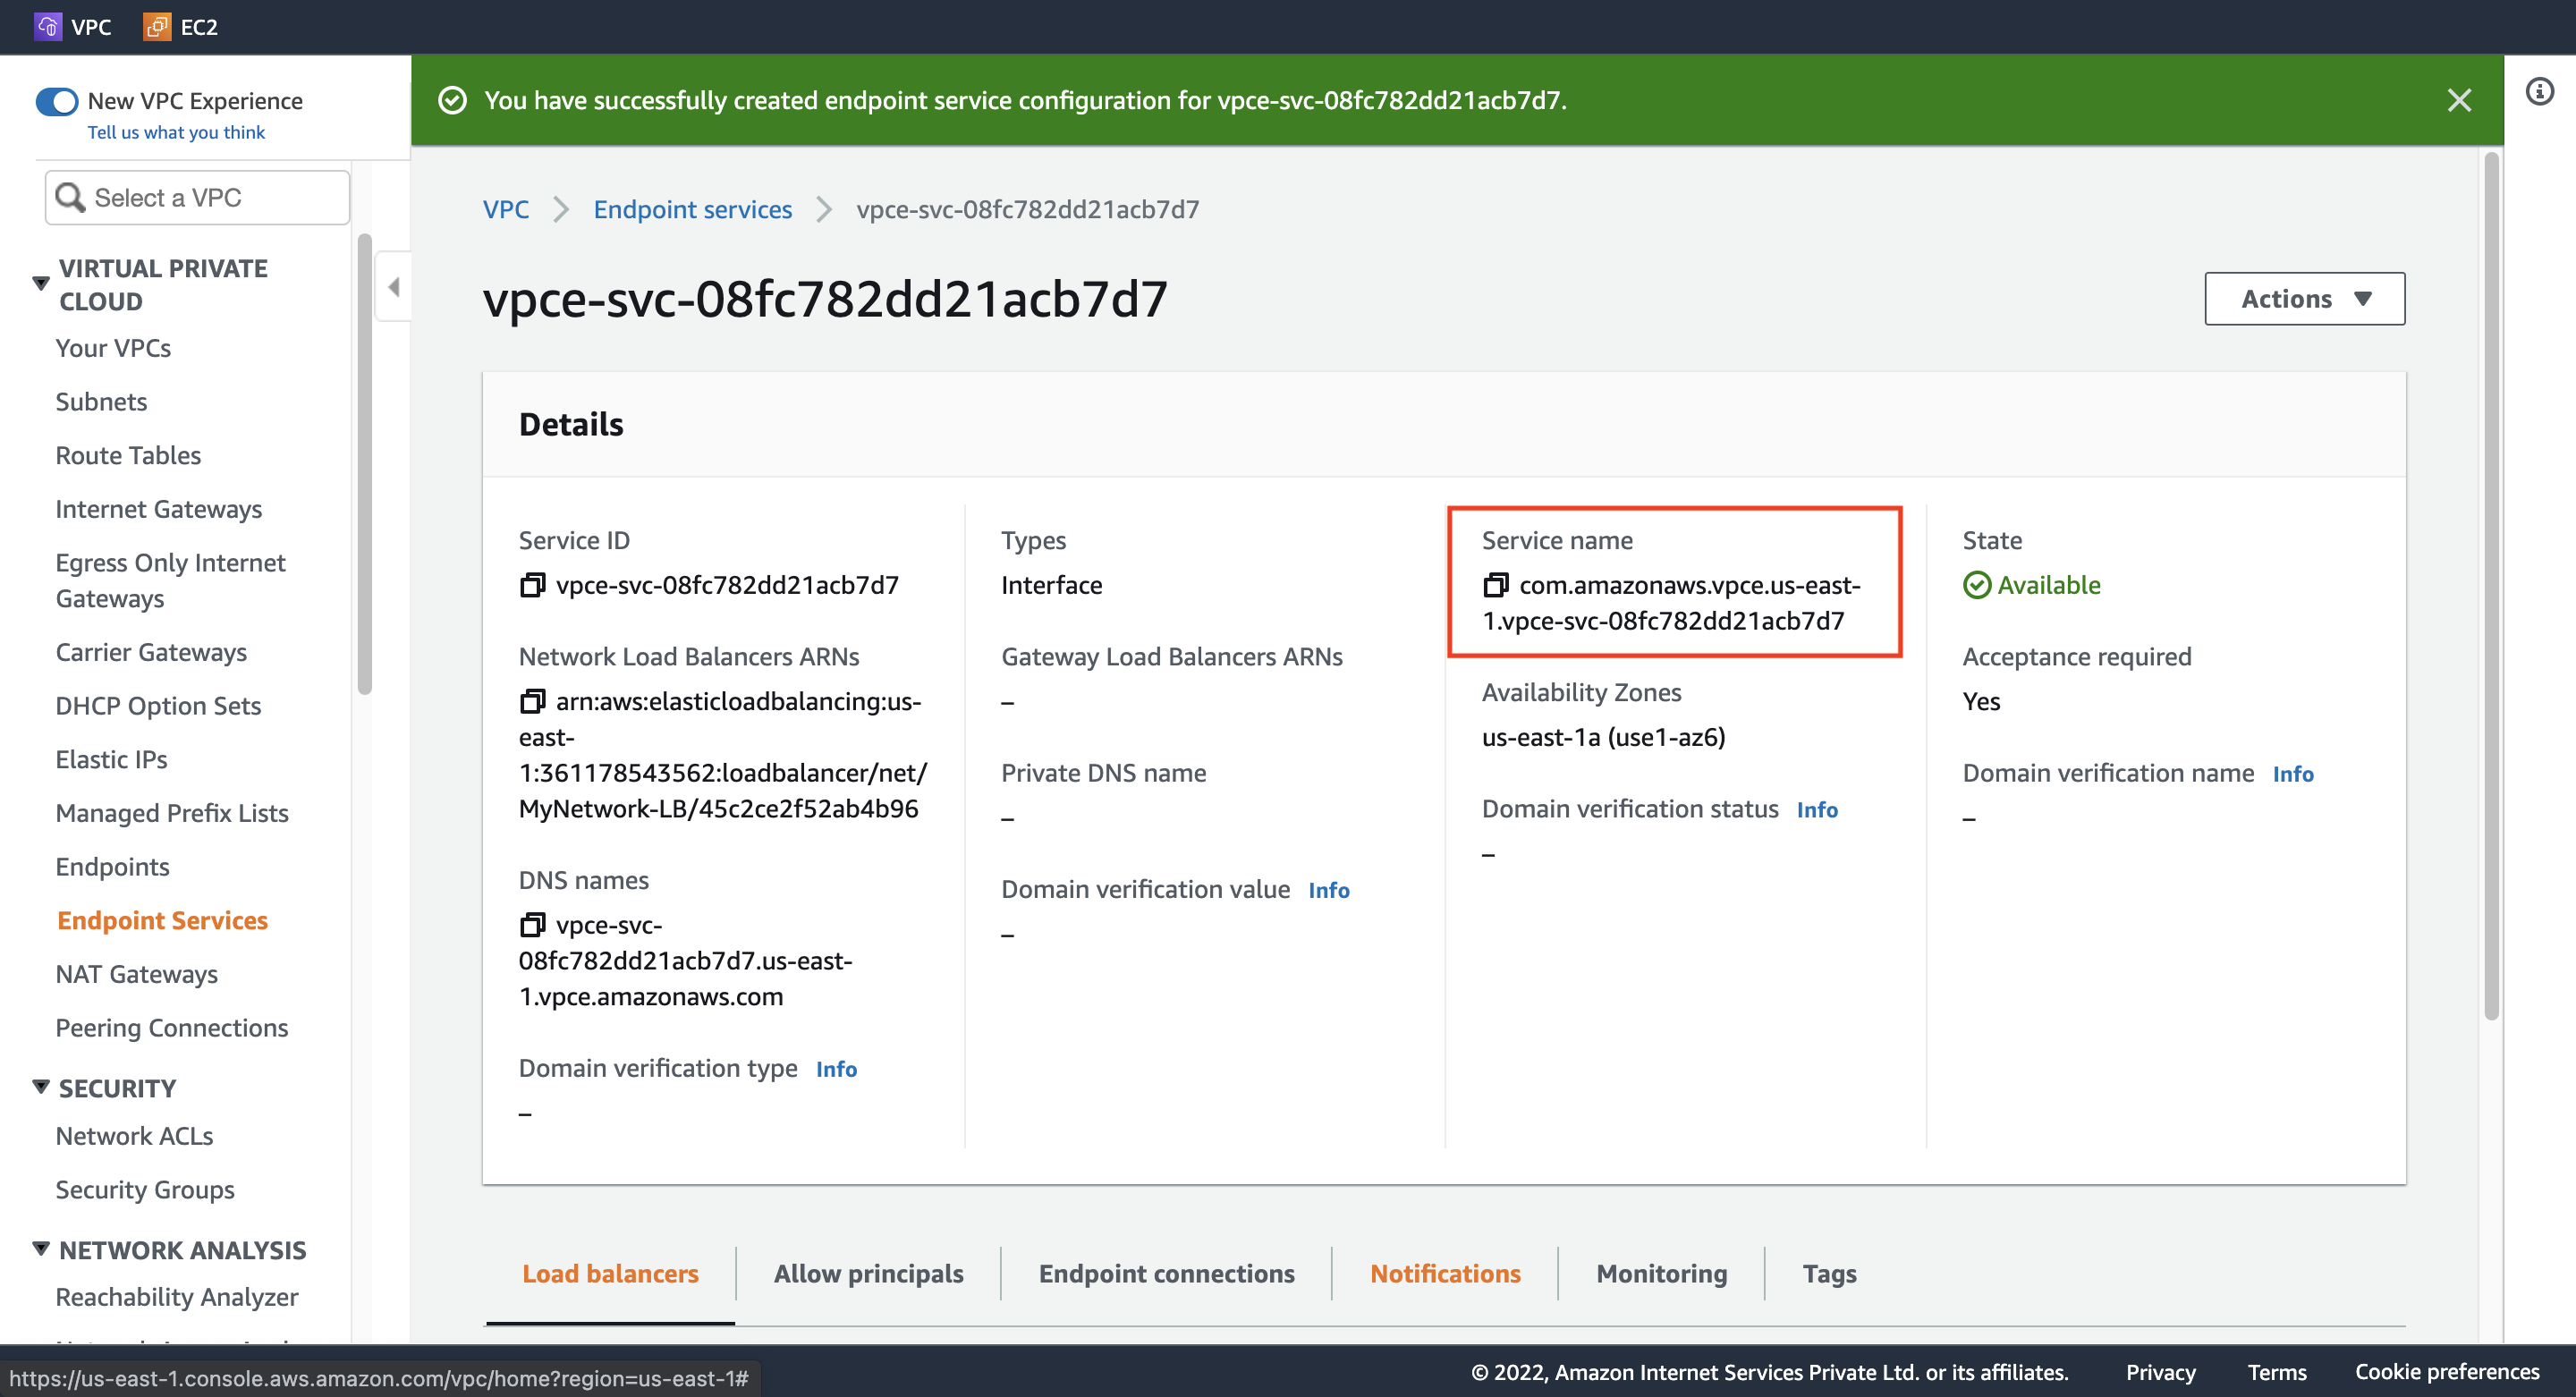 VPC
EC2
New VPC Experience
Tell us what you think
Select a VPC
VIRTUAL PRIVATE
CLOUD
Your VPCs
Subnets
Route Tables
Internet Gateways
Egress Only Internet
Gateways
Carrier Gateways
DHCP Option Sets
Elastic IPs
Managed Prefix Lists
Endpoints
Endpoint Services
NAT Gateways
Peering Connections
SECURITY
Network ACLs
Security Groups
NETWORK ANALYSIS
Reachability Analyzer
You have successfully created endpoint service configuration for vpce-svc-08fc782dd21acb7d7.
VPC
Endpoint services
vpce-svc-08fc782dd21acb7d7
vpce-svc-08fc782dd21acb7d7
Actions
Details
Service ID
vpce-svc-08fc782dd21acb7d7
Network Load Balancers ARNs
arn:aws:elasticloadbalancing:us-
east-
1:361178543562:loadbalancer/net/
MyNetwork-LB/45c2ce2f52ab4b96
DNS names
vpce-svc-
08fc782dd21acb7d7.us-east-
1.vpce.amazonaws.com
Domain verification type Info
–
Types
Interface
Gateway Load Balancers ARNs
–
Private DNS name
–
Domain verification value Info
–
Service name
com.amazonaws.vpce.us-east-
1.vpce-svc-08fc782dd21acb7d7
Availability Zones
us-east-1a (use1-az6)
Domain verification status Info
–
State
Available
Acceptance required
Yes
Domain verification name Info
–
Load balancers
Allow principals
Endpoint connections
Notifications
Monitoring
Tags
https://us-east-1.console.aws.amazon.com/vpc/home?region=us-east-1#
© 2022, Amazon Internet Services Private Ltd. or its affiliates.
Privacy
Terms
Cookie preferences